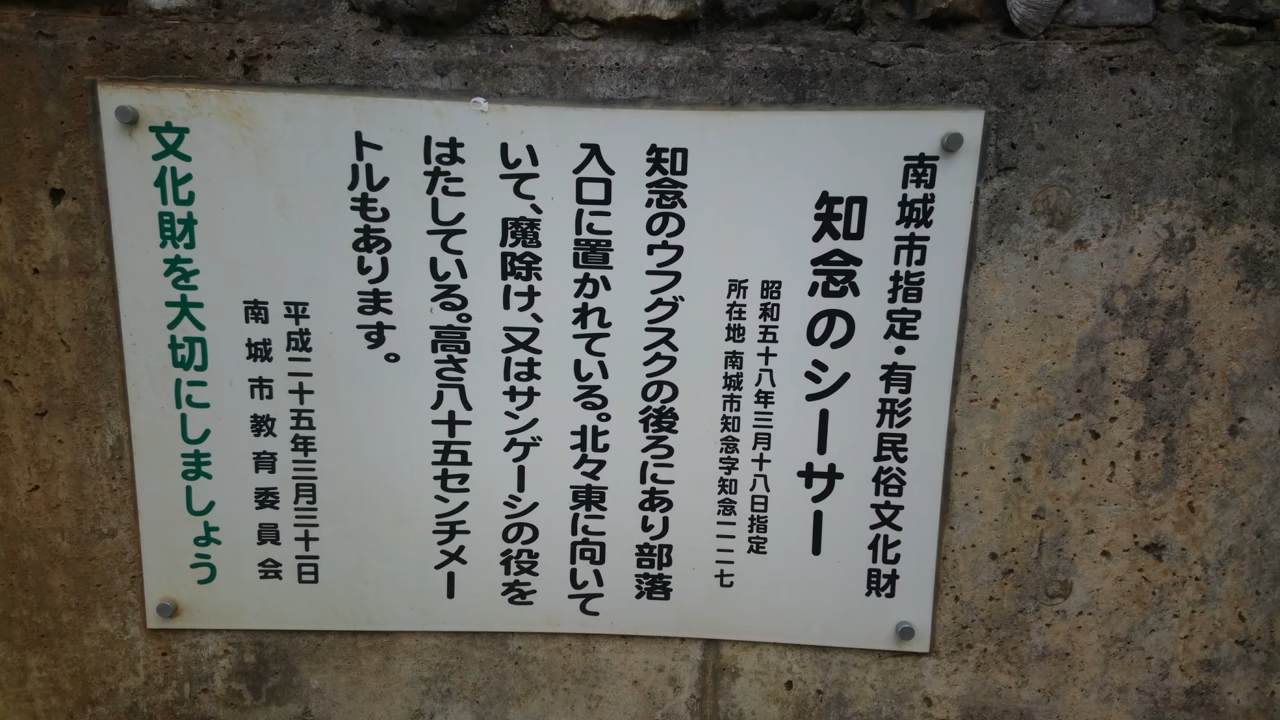 南城市指定・有形民俗文化財
知念のシーサー
昭和五十八年三月十八日指定
所在地 南城市知念字知念一一二七
知念のウフグスクの後ろにあり部落
入口に置かれている。北々東に向いて
いて、魔除け、又はサンゲーシの役を
はたしている。高さ八十五センチメー
トルもあります。
平成二十五年三月三十一日
南城市教育委員会
文化財を大切にしましょう